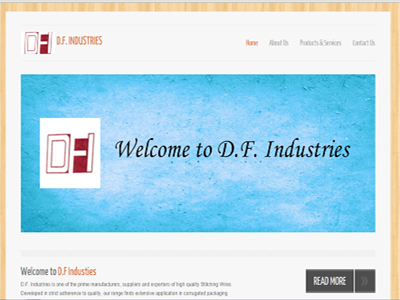 D.F. INDUSTRIES
Home About Us Products & Services Contact Us
Welcome to D.F. Industries
Welcome to D.F Industies
READ MORE »
D.F. Industries is one of the prime manufacturers, suppliers and exporters of high quality Stitching Wires.
Developed in strict adherence to quality, our range finds extensive application in corrugated packaging